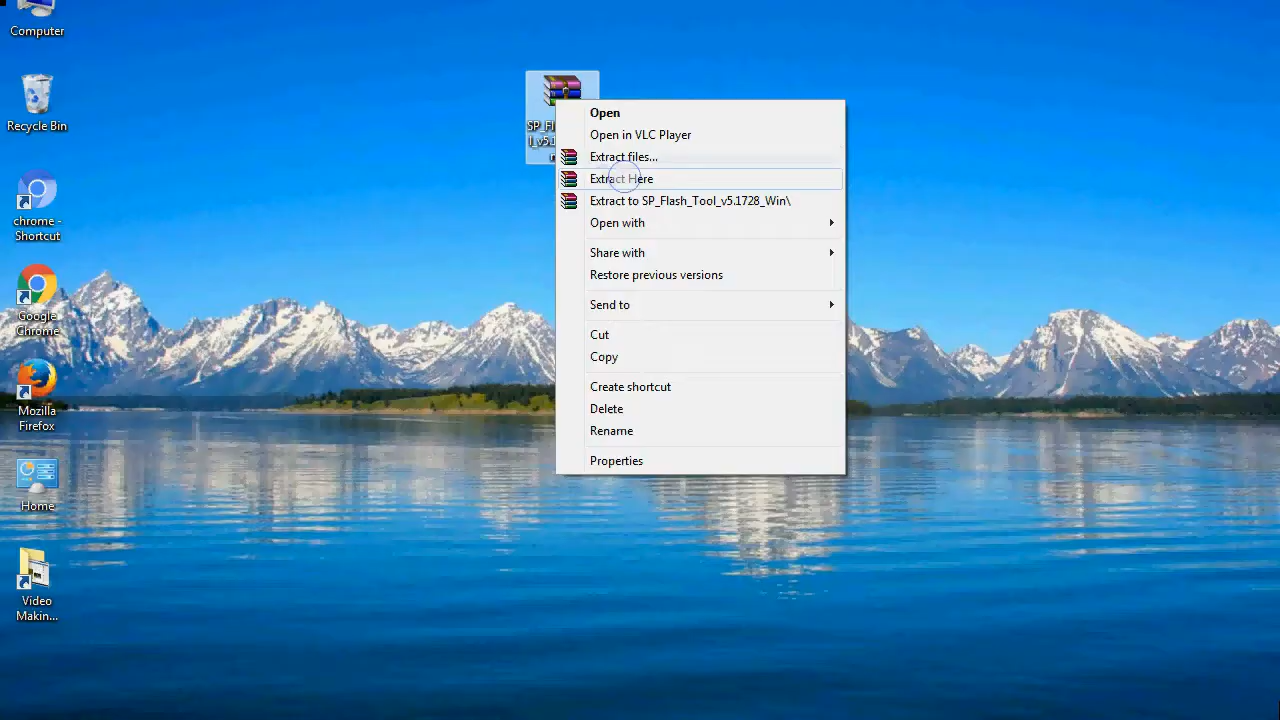 Computer
Recycle Bin
chrome -
Shortcut
Google
Chrome
Mozilla
Firefox
Home
Video
Makin...
Open
Open in VLC Player
Extract files...
Extract Here
Extract to SP_Flash_Tool_v5.1728_Win\
Open with
Share with
Restore previous versions
Send to
Cut
Copy
Create shortcut
Delete
Rename
Properties